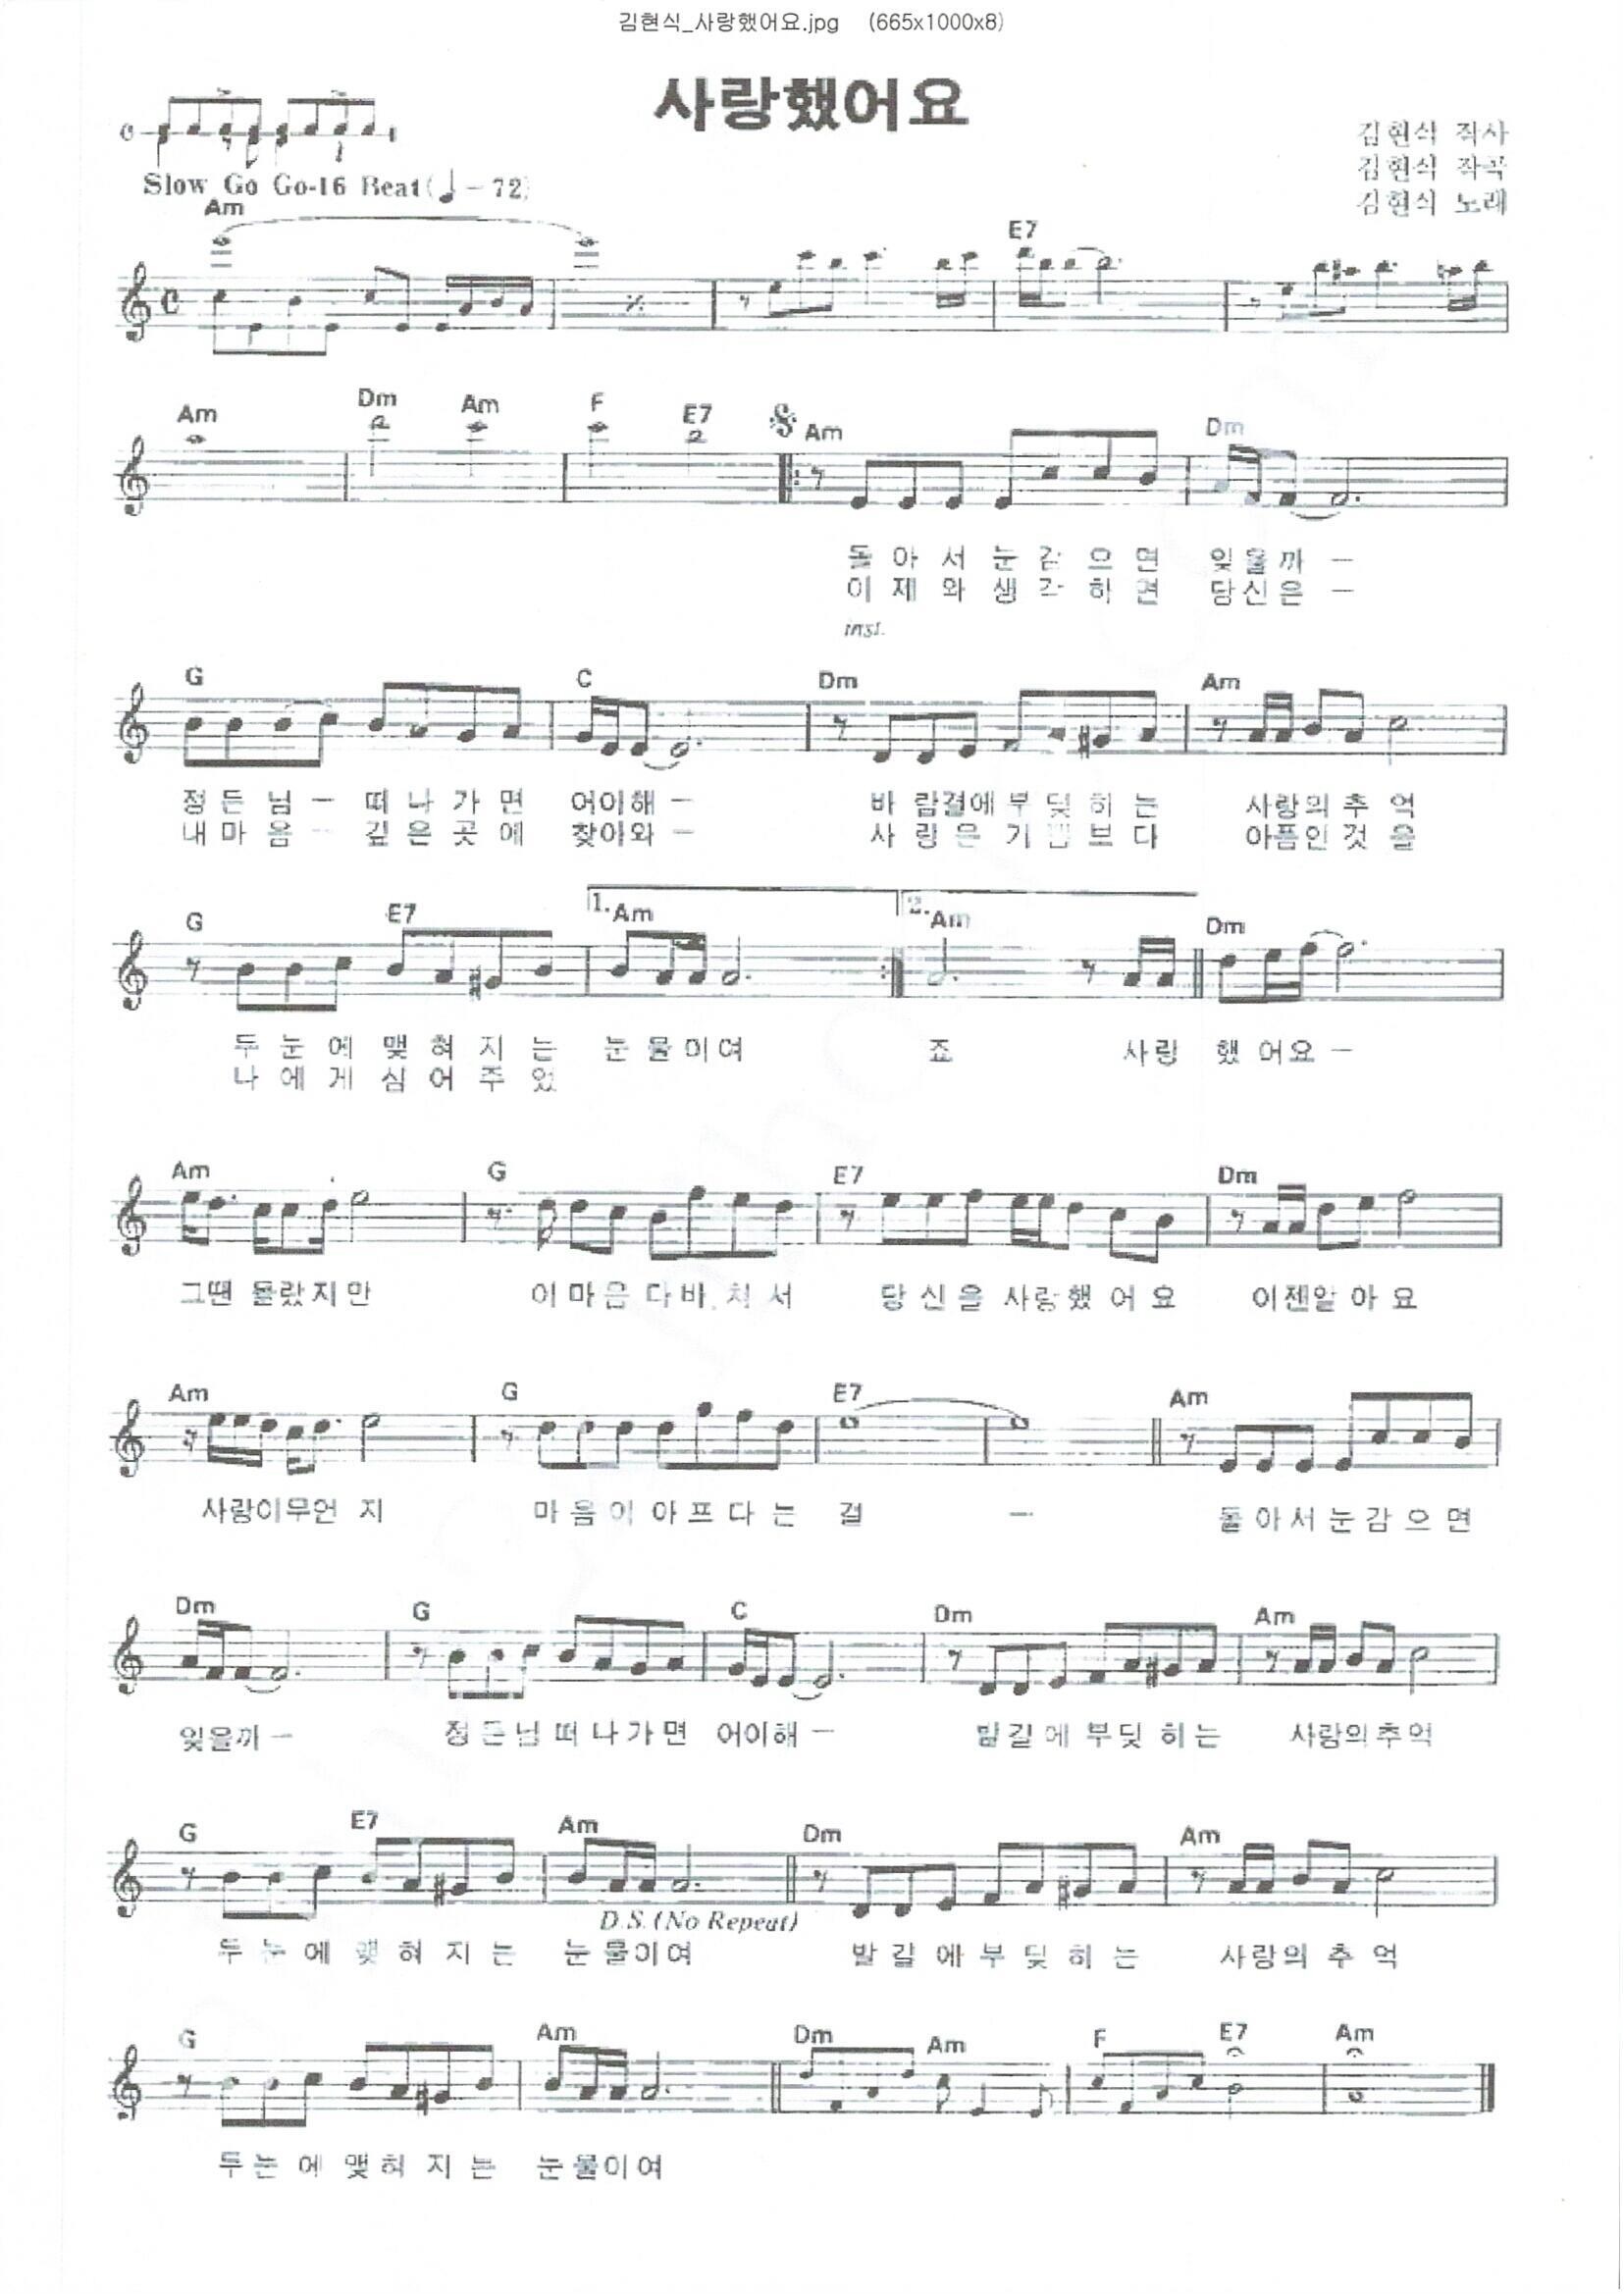 김현식_사랑했어요.jpg (665x1000x8)
사랑했어요
김현식 작사
김현식 작곡
김현식 노래
Slow Go Go-16 Beat(♩=72)
Am E7
Am Dm Am F E7 Am Dm
돌 아 서 눈 감 으 면 잊을까 -
이 제 와 생 각 하 면 당신은 -
inst.
G C Dm Am
정 든 님 - 떠 나 가 면 어이해 - 바 람결에 부 딪 히 는 사랑의 추 억
내 마 음 - 깊 은 곳 에 찾아와 - 사 랑 은 기 쁨 보 다 아픔인 것 을
G E7 1. Am 2. Am Dm
두 눈 에 맺 혀 지 는 눈 물 이 여 죠 사랑 했 어요 -
나 에 게 심 어 주 었
Am G E7 Dm
그땐 몰랐지만 이 마 음 다 바 쳐 서 당 신 을 사랑했 어 요 이젠알 아 요
Am G E7 Am
사랑이무언 지 마 음 이 아 프 다 는 걸 - 돌 아 서 눈 감 으 면
Dm G C Dm Am
잊을까 - 정 든 님 떠 나 가 면 어이해 - 발길 에 부딪 히 는 사랑의추억
G E7 Am Dm Am
D.S.(No Repeat)
두 눈 에 맺 혀 지 는 눈 물이여 발 길 에 부 딪 히 는 사랑의 추 억
G Am Dm Am F E7 Am
두 눈 에 맺 혀 지 는 눈 물이 여